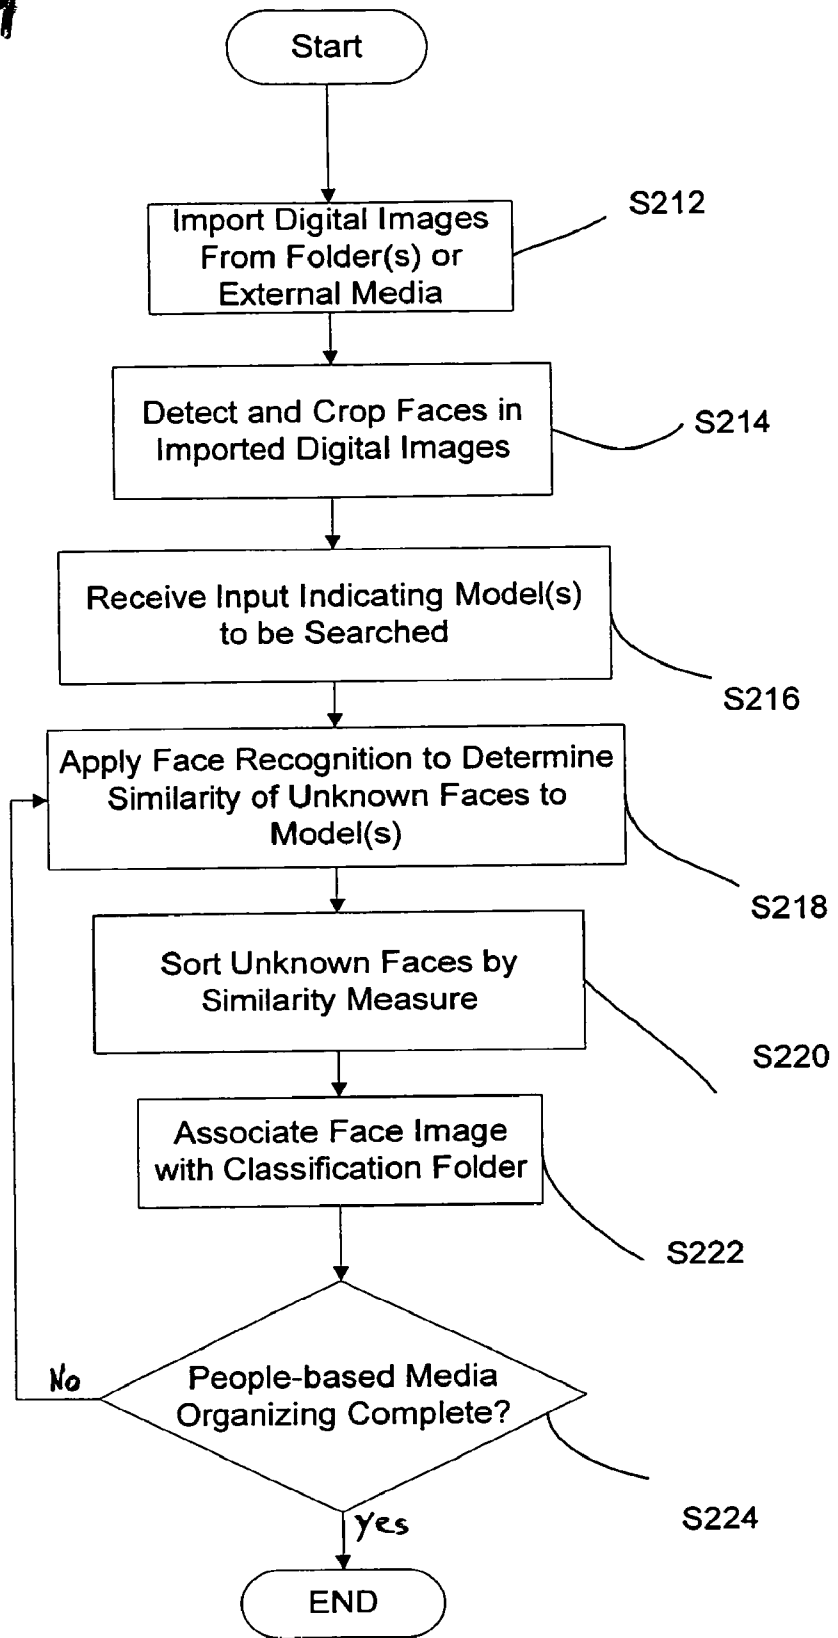 Start
S212
Import Digital Images
From Folder(s) or
External Media
Detect and Crop Faces in
Imported Digital Images
S214
Receive Input Indicating Model(s)
to be Searched
S216
Apply Face Recognition to Determine
Similarity of Unknown Faces to
Model(s)
S218
Sort Unknown Faces by
Similarity Measure
S220
Associate Face Image
with Classification Folder
S222
No
People-based Media
Organizing Complete?
S224
yes
END